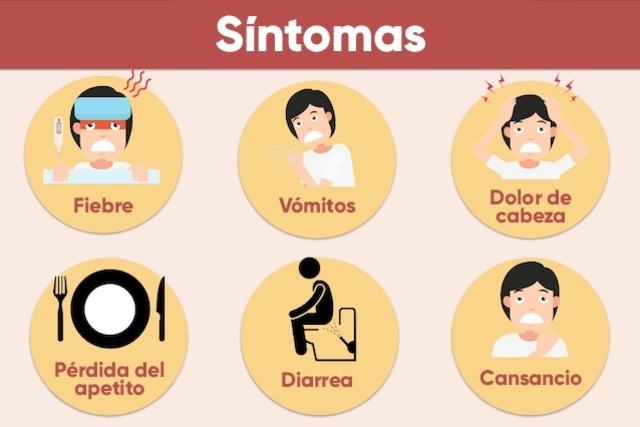 Síntomas
Fiebre
Vómitos
Dolor de
cabeza
Pérdida del
apetito
Diarrea
Cansancio